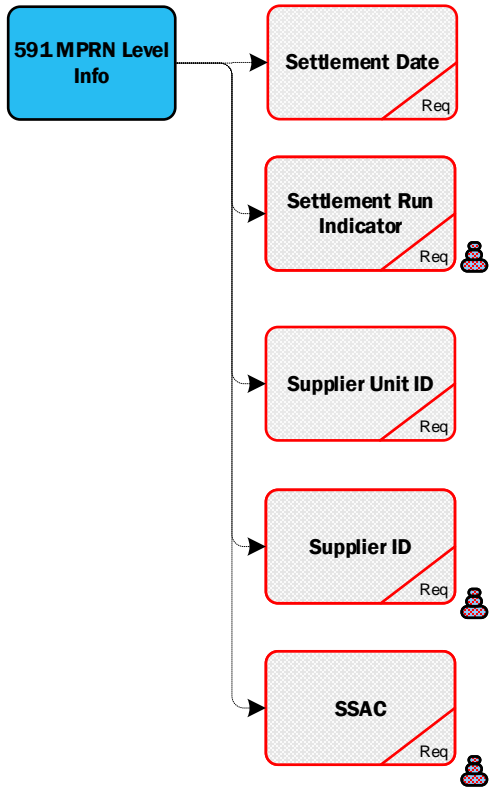 591 MPRN Level
Info
Settlement Date
Req
Settlement Run
Indicator
Req
Supplier Unit ID
Req
Supplier ID
Req
SSAC
Req